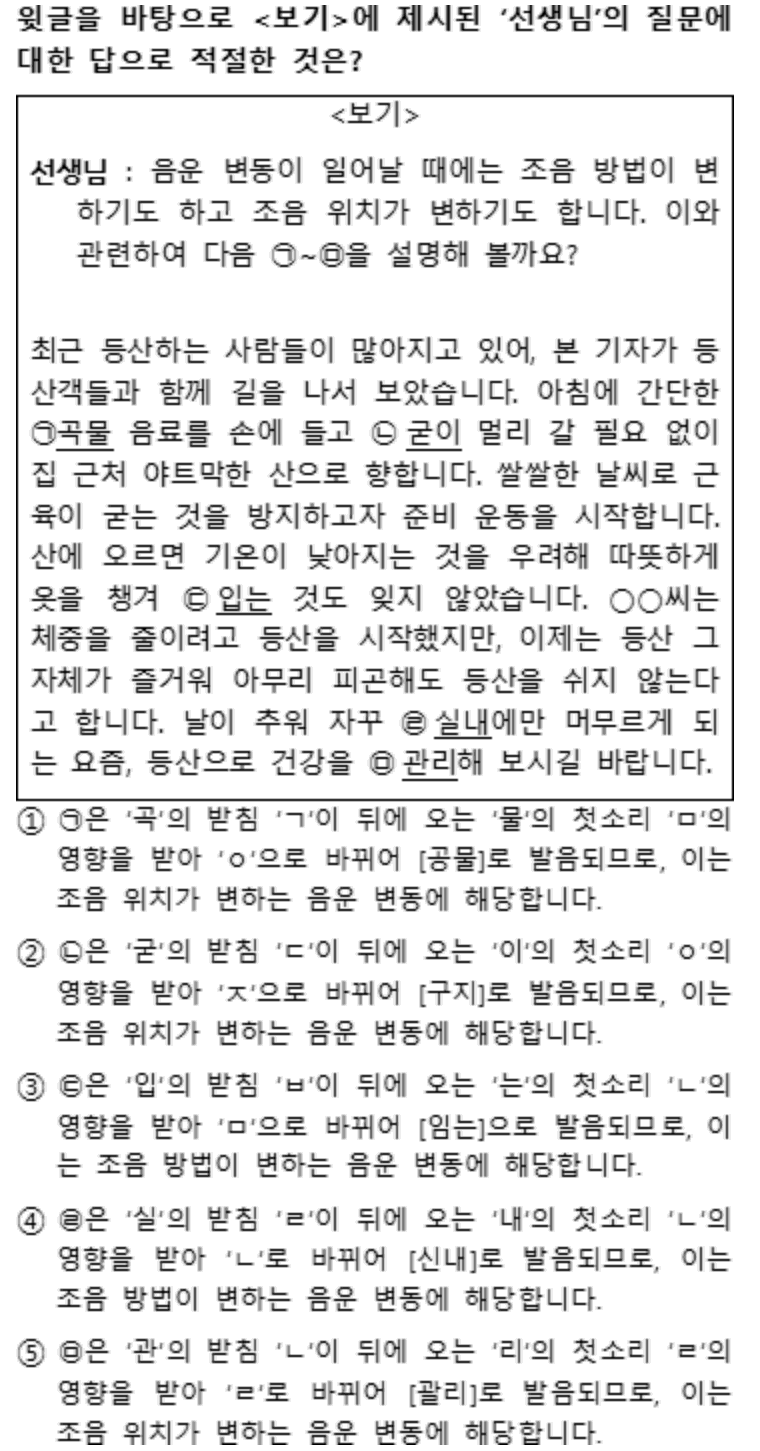 윗글을 바탕으로 <보기>에 제시된 ‘선생님’의 질문에
대한 답으로 적절한 것은?
<보기>
선생님 : 음운 변동이 일어날 때에는 조음 방법이 변
하기도 하고 조음 위치가 변하기도 합니다. 이와
관련하여 다음 ㉠~㉤을 설명해 볼까요?
최근 등산하는 사람들이 많아지고 있어, 본 기자가 등
산객들과 함께 길을 나서 보았습니다. 아침에 간단한
㉠곡물 음료를 손에 들고 ㉡ 굳이 멀리 갈 필요 없이
집 근처 야트막한 산으로 향합니다. 쌀쌀한 날씨로 근
육이 굳는 것을 방지하고자 준비 운동을 시작합니다.
산에 오르면 기온이 낮아지는 것을 우려해 따뜻하게
옷을 챙겨 ㉢ 입는 것도 잊지 않았습니다. ○○씨는
체중을 줄이려고 등산을 시작했지만, 이제는 등산 그
자체가 즐거워 아무리 피곤해도 등산을 쉬지 않는다
고 합니다. 날이 추워 자꾸 ㉣ 실내에만 머무르게 되
는 요즘, 등산으로 건강을 ㉤ 관리해 보시길 바랍니다.
① ㉠은 ‘곡’의 받침 ‘ㄱ’이 뒤에 오는 ‘물’의 첫소리 ‘ㅁ’의
영향을 받아 ‘ㅇ’으로 바뀌어 [공물]로 발음되므로, 이는
조음 위치가 변하는 음운 변동에 해당합니다.
② ㉡은 ‘굳’의 받침 ‘ㄷ’이 뒤에 오는 ‘이’의 첫소리 ‘ㅇ’의
영향을 받아 ‘ㅈ’으로 바뀌어 [구지]로 발음되므로, 이는
조음 위치가 변하는 음운 변동에 해당합니다.
③ ㉢은 ‘입’의 받침 ‘ㅂ’이 뒤에 오는 ‘는’의 첫소리 ‘ㄴ’의
영향을 받아 ‘ㅁ’으로 바뀌어 [임는]으로 발음되므로, 이
는 조음 방법이 변하는 음운 변동에 해당합니다.
④ ㉣은 ‘실’의 받침 ‘ㄹ’이 뒤에 오는 ‘내’의 첫소리 ‘ㄴ’의
영향을 받아 ‘ㄴ’로 바뀌어 [신내]로 발음되므로, 이는
조음 방법이 변하는 음운 변동에 해당합니다.
⑤ ㉤은 ‘관’의 받침 ‘ㄴ’이 뒤에 오는 ‘리’의 첫소리 ‘ㄹ’의
영향을 받아 ‘ㄹ’로 바뀌어 [괄리]로 발음되므로, 이는
조음 위치가 변하는 음운 변동에 해당합니다.